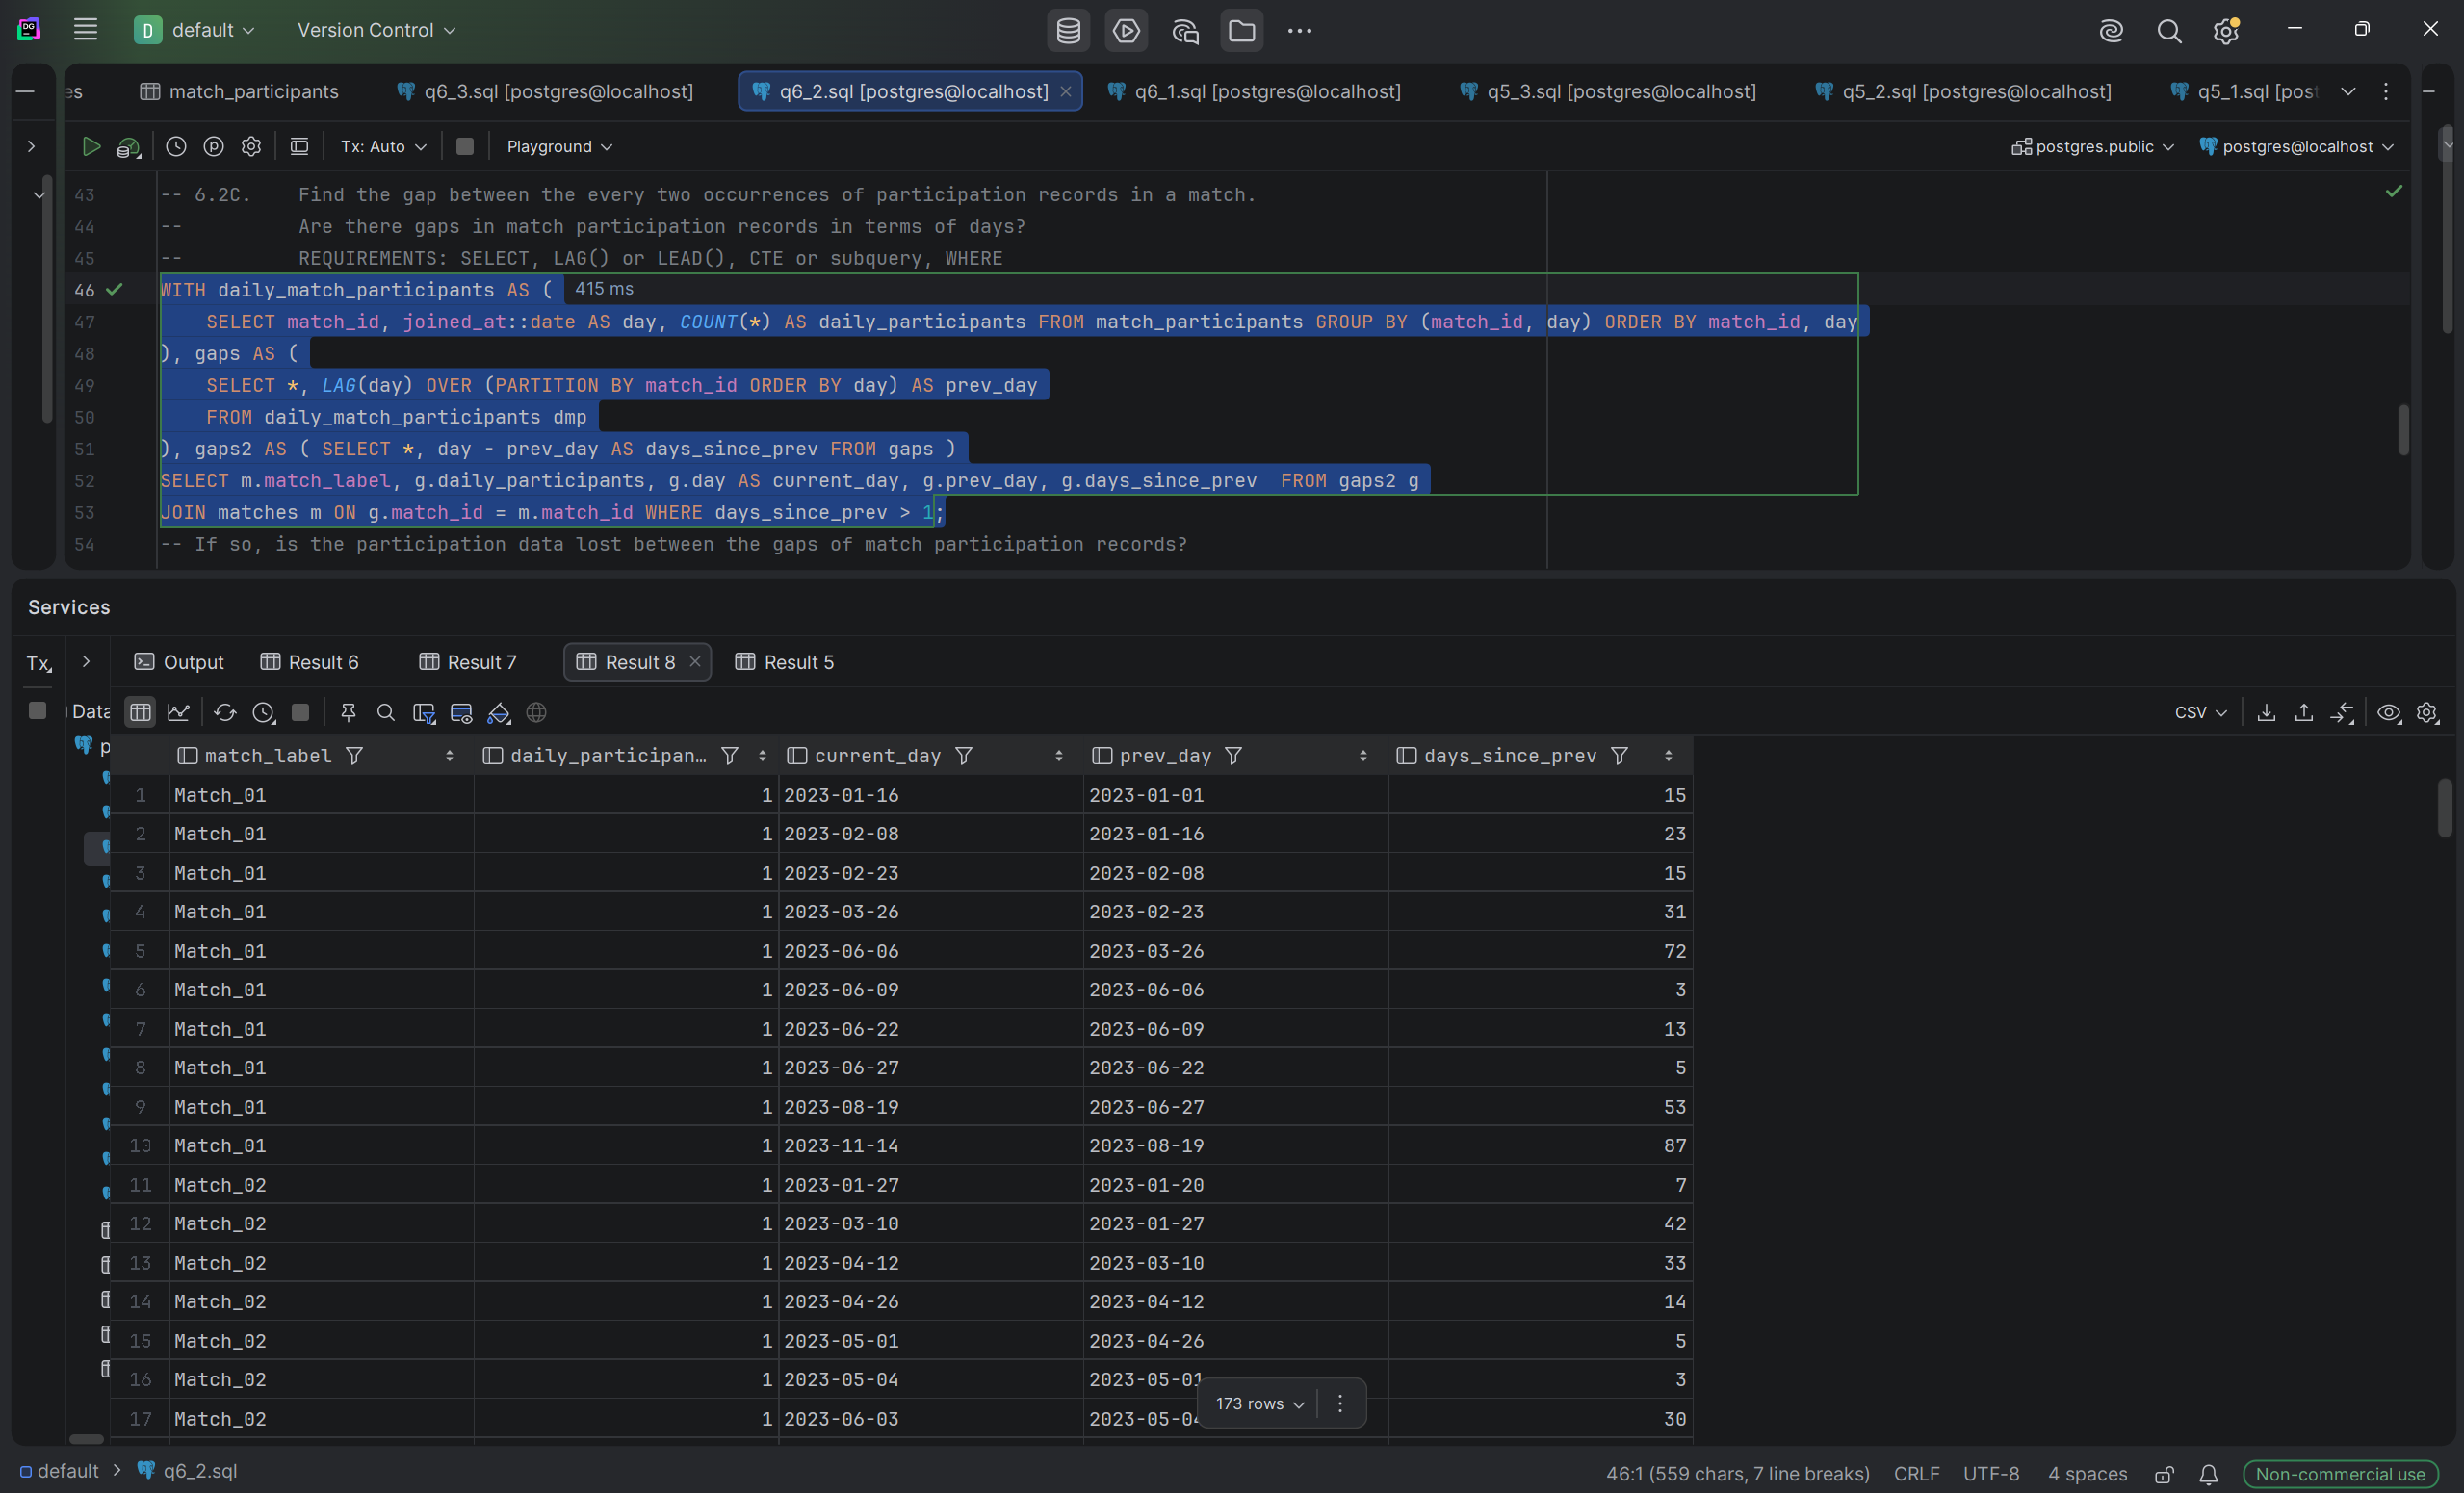 DG
D default Version Control
es match_participants q6_3.sql [postgres@localhost] q6_2.sql [postgres@localhost] q6_1.sql [postgres@localhost] q5_3.sql [postgres@localhost] q5_2.sql [postgres@localhost] q5_1.sql [post
Tx: Auto Playground postgres.public postgres@localhost
43 -- 6.2C. Find the gap between the every two occurrences of participation records in a match.
44 -- Are there gaps in match participation records in terms of days?
45 -- REQUIREMENTS: SELECT, LAG() or LEAD(), CTE or subquery, WHERE
46 WITH daily_match_participants AS ( 415 ms
47 SELECT match_id, joined_at::date AS day, COUNT(*) AS daily_participants FROM match_participants GROUP BY (match_id, day) ORDER BY match_id, day
48 ), gaps AS (
49 SELECT *, LAG(day) OVER (PARTITION BY match_id ORDER BY day) AS prev_day
50 FROM daily_match_participants dmp
51 ), gaps2 AS ( SELECT *, day - prev_day AS days_since_prev FROM gaps )
52 SELECT m.match_label, g.daily_participants, g.day AS current_day, g.prev_day, g.days_since_prev FROM gaps2 g
53 JOIN matches m ON g.match_id = m.match_id WHERE days_since_prev > 1;
54 -- If so, is the participation data lost between the gaps of match participation records?
Services
Tx Output Result 6 Result 7 Result 8 Result 5
Data CSV
p match_label daily_participan... current_day prev_day days_since_prev
1 Match_01 1 2023-01-16 2023-01-01 15
2 Match_01 1 2023-02-08 2023-01-16 23
3 Match_01 1 2023-02-23 2023-02-08 15
4 Match_01 1 2023-03-26 2023-02-23 31
5 Match_01 1 2023-06-06 2023-03-26 72
6 Match_01 1 2023-06-09 2023-06-06 3
7 Match_01 1 2023-06-22 2023-06-09 13
8 Match_01 1 2023-06-27 2023-06-22 5
9 Match_01 1 2023-08-19 2023-06-27 53
10 Match_01 1 2023-11-14 2023-08-19 87
11 Match_02 1 2023-01-27 2023-01-20 7
12 Match_02 1 2023-03-10 2023-01-27 42
13 Match_02 1 2023-04-12 2023-03-10 33
14 Match_02 1 2023-04-26 2023-04-12 14
15 Match_02 1 2023-05-01 2023-04-26 5
16 Match_02 1 2023-05-04 2023-05-01 3
173 rows
17 Match_02 1 2023-06-03 2023-05-04 30
default q6_2.sql 46:1 (559 chars, 7 line breaks) CRLF UTF-8 4 spaces Non-commercial use